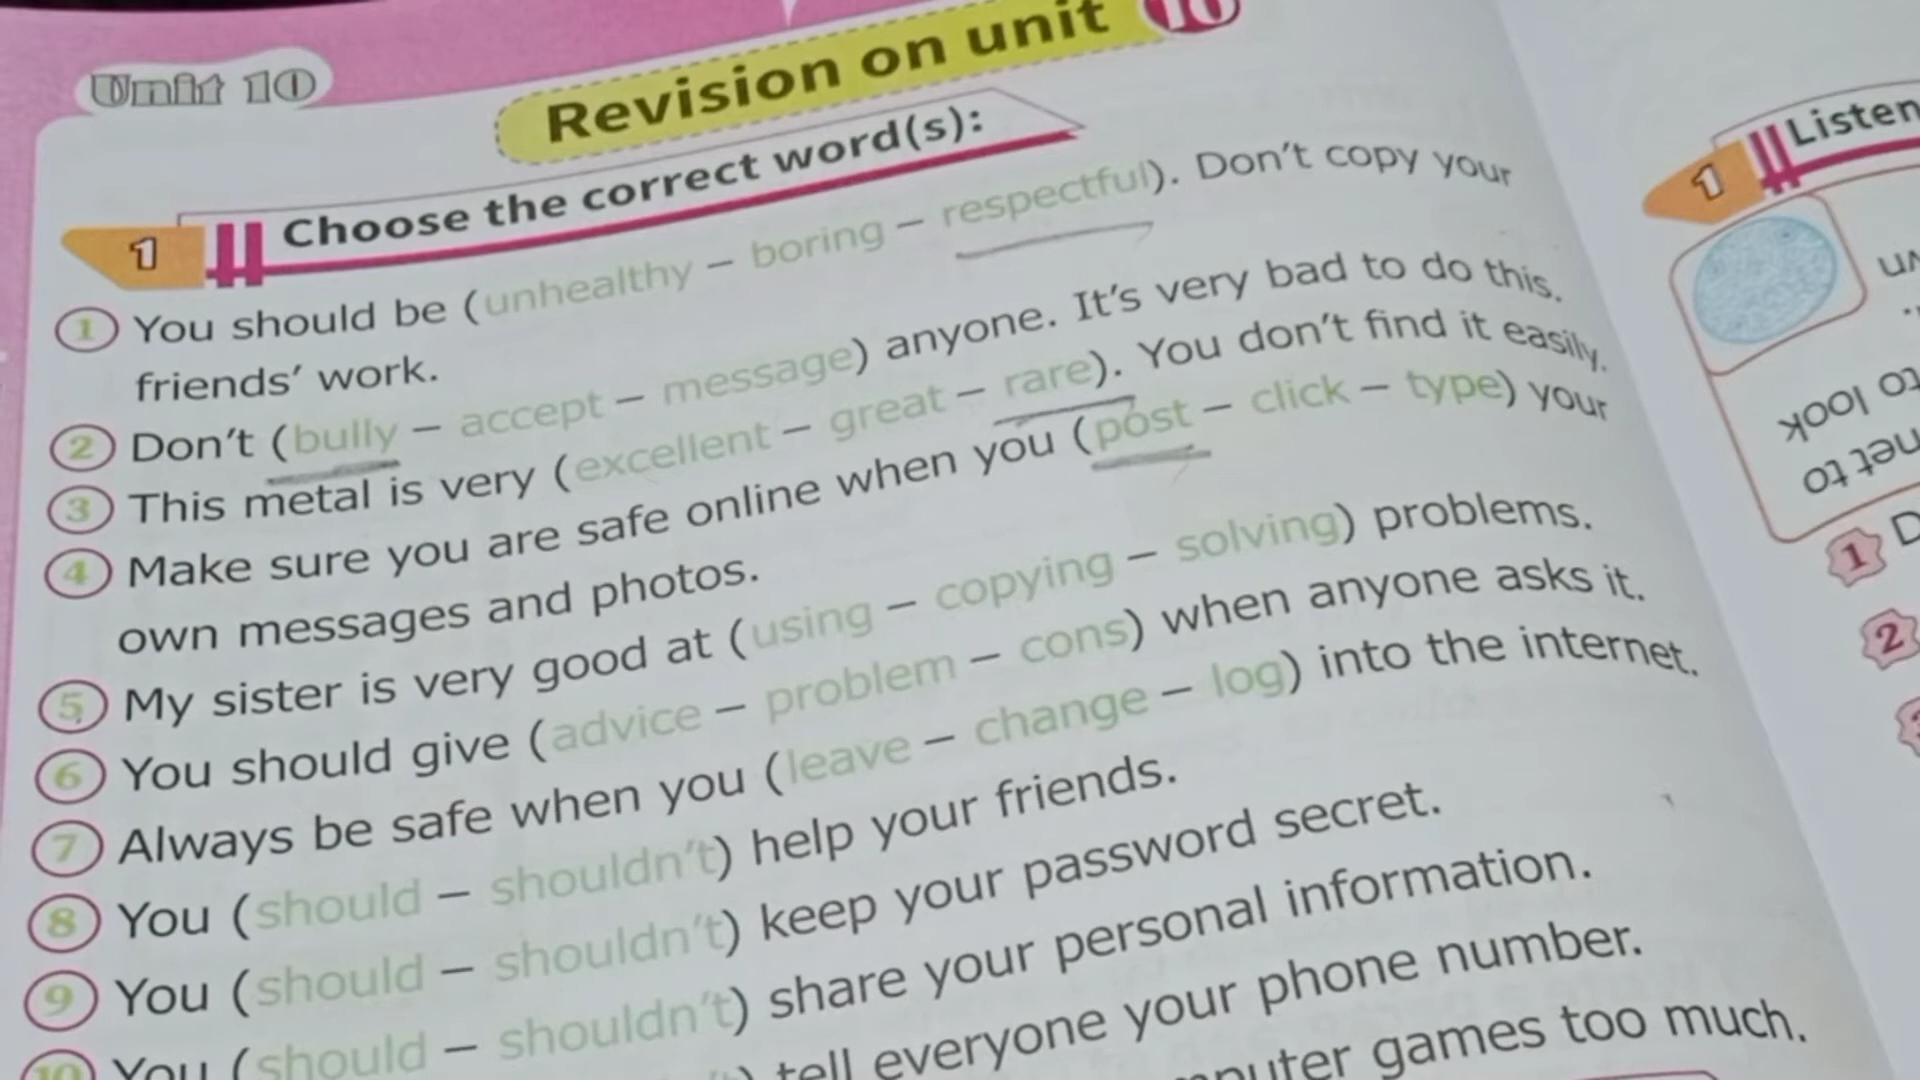 Unit 10
Revision on unit 10
1 Choose the correct word(s):
1 You should be (unhealthy – boring – respectful). Don't copy your
friends' work.
2 Don't (bully – accept – message) anyone. It's very bad to do this.
3 This metal is very (excellent – great – rare). You don't find it easily.
4 Make sure you are safe online when you (post – click – type) your
own messages and photos.
5 My sister is very good at (using – copying – solving) problems.
6 You should give (advice – problem – cons) when anyone asks it.
7 Always be safe when you (leave – change – log) into the internet.
8 You (should – shouldn't) help your friends.
9 You (should – shouldn't) keep your password secret.
10 You (should – shouldn't) share your personal information.
tell everyone your phone number.
games too much.
1 Listen
to look
net to
1
2